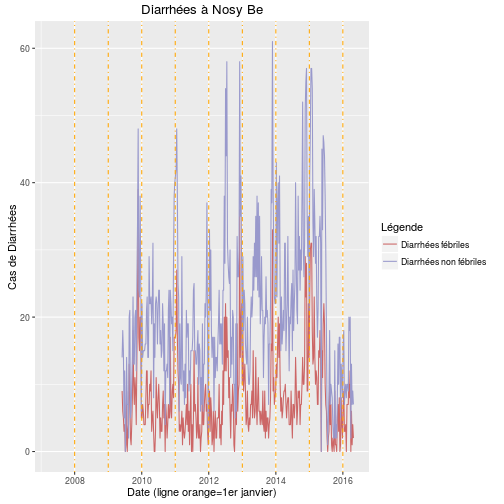 Diarrhées à Nosy Be
Cas de Diarrhées
60
40
20
0
2008
2010
2012
2014
2016
Date (ligne orange=1er janvier)
Légende
Diarrhées fébriles
Diarrhées non fébriles